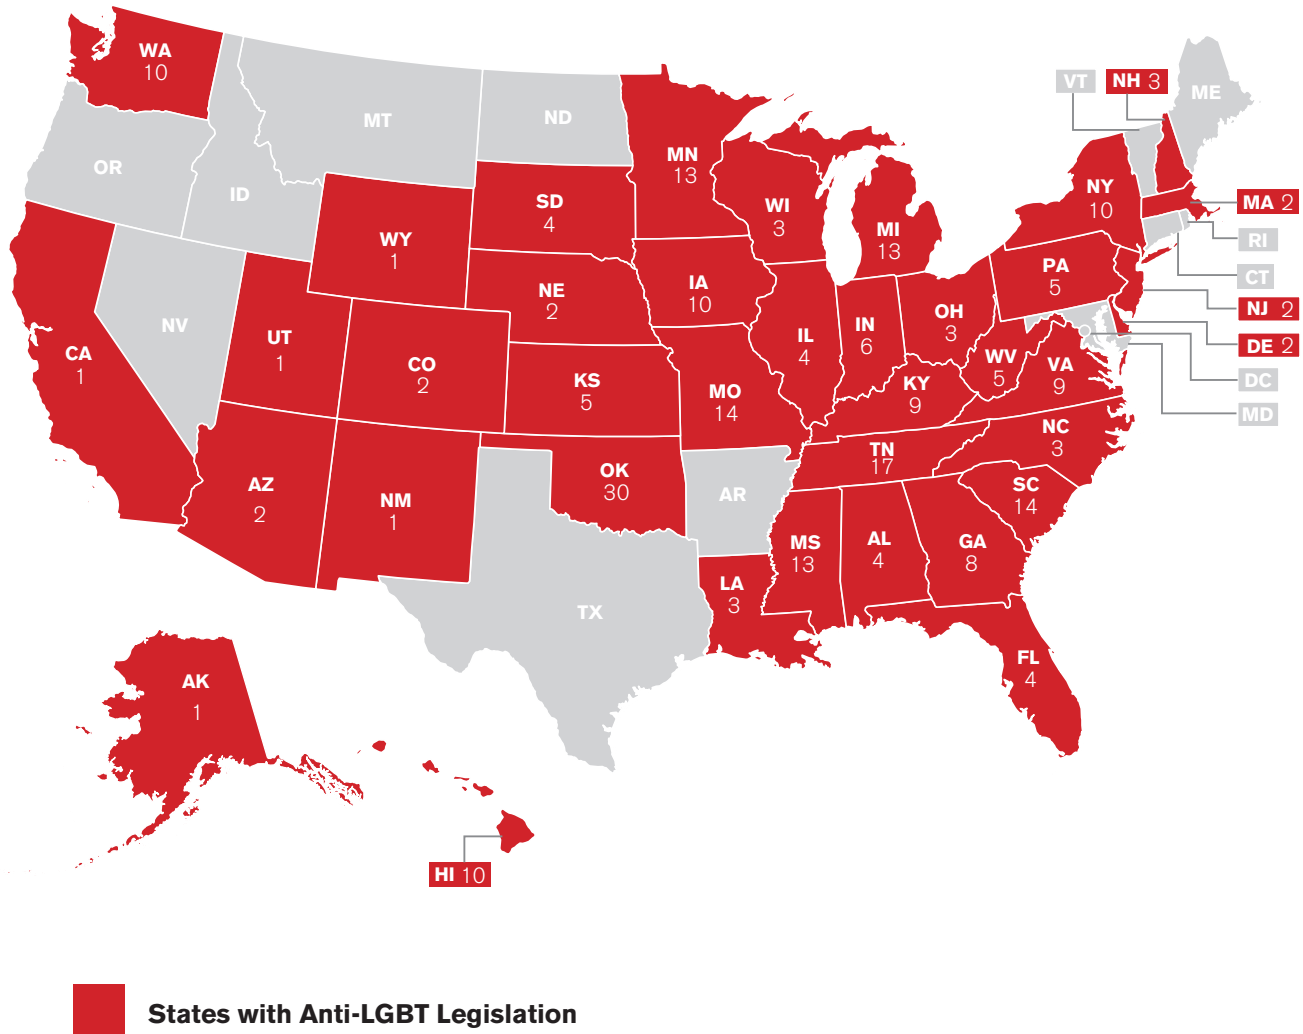 WA
10
VT
NH 3
ME
MT
ND
OR
ID
MN
13
SD
4
WI
3
NY
10
MA 2
RI
WY
1
MI
13
PA
5
CT
NE
2
IA
10
NJ 2
NV
UT
1
OH
3
IN
6
IL
4
DE 2
CA
1
CO
2
KS
5
WV
5
VA
9
DC
KY
9
MO
14
MD
NC
3
TN
17
OK
30
AZ
2
NM
1
AR
SC
14
MS
13
AL
4
GA
8
LA
3
TX
FL
4
AK
1
HI 10
States with Anti-LGBT Legislation